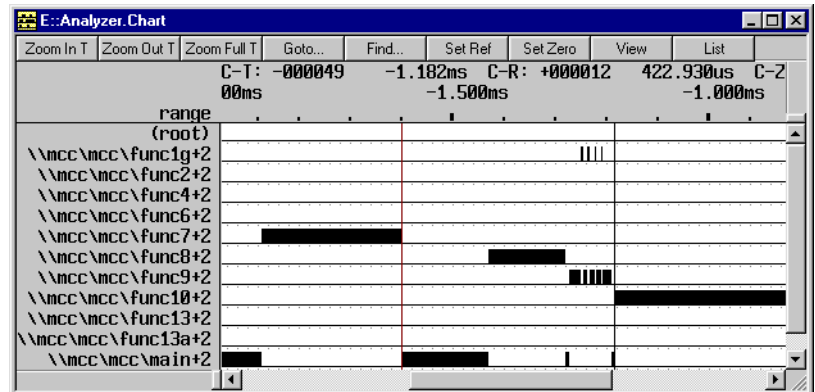 E::Analyzer.Chart
Zoom In T Zoom Out T Zoom Full T Goto... Find... Set Ref Set Zero View List
C-T: -000049 -1.182ms C-R: +000012 422.930us C-Z
00ms -1.500ms -1.000ms
range
(root)
\\mcc\mcc\func1g+2
\\mcc\mcc\func2+2
\\mcc\mcc\func4+2
\\mcc\mcc\func6+2
\\mcc\mcc\func7+2
\\mcc\mcc\func8+2
\\mcc\mcc\func9+2
\\mcc\mcc\func10+2
\\mcc\mcc\func13+2
\\mcc\mcc\func13a+2
\\mcc\mcc\main+2